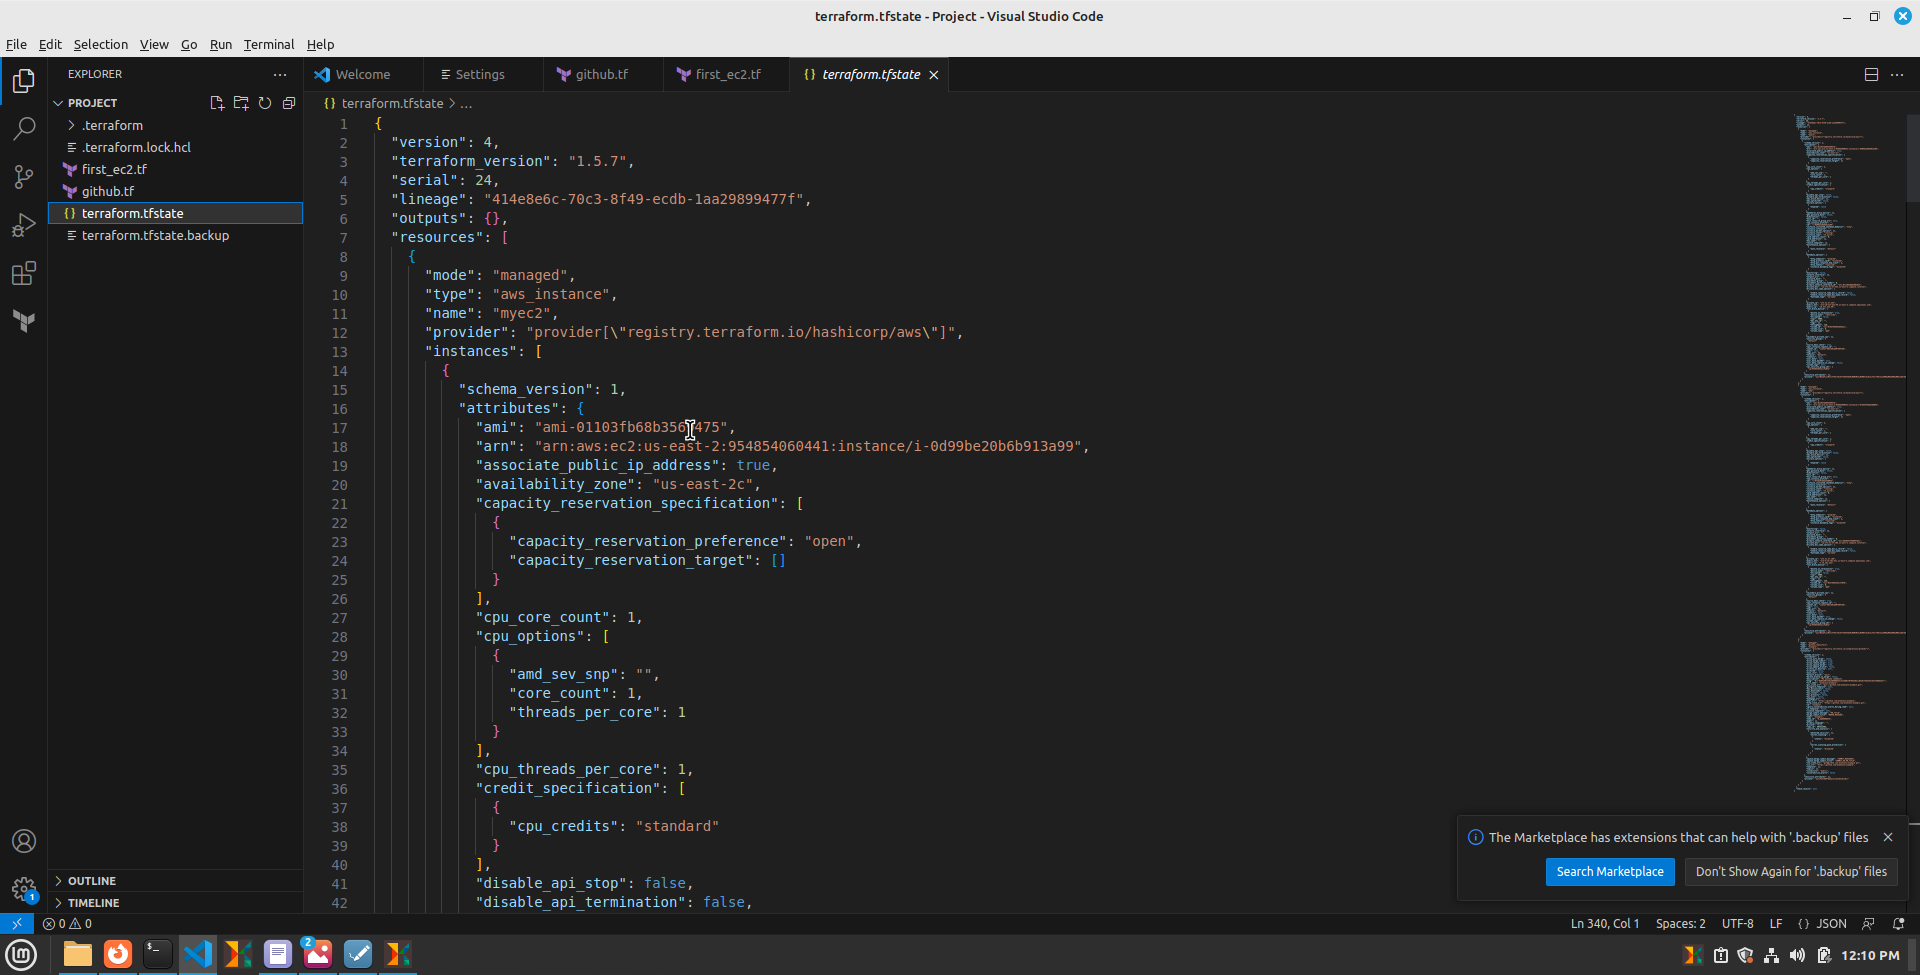 terraform.tfstate - Project - Visual Studio Code
File Edit Selection View Go Run Terminal Help
EXPLORER
PROJECT
.terraform
.terraform.lock.hcl
first_ec2.tf
github.tf
terraform.tfstate
terraform.tfstate.backup
OUTLINE
TIMELINE
Welcome Settings github.tf first_ec2.tf {} terraform.tfstate
{} terraform.tfstate > ...
1 {
2 "version": 4,
3 "terraform_version": "1.5.7",
4 "serial": 24,
5 "lineage": "414e8e6c-70c3-8f49-ecdb-1aa29899477f",
6 "outputs": {},
7 "resources": [
8 {
9 "mode": "managed",
10 "type": "aws_instance",
11 "name": "myec2",
12 "provider": "provider[\"registry.terraform.io/hashicorp/aws\"]",
13 "instances": [
14 {
15 "schema_version": 1,
16 "attributes": {
17 "ami":
18 "arn": "arn:aws:ec2:us-east-2:954854060441:instance/i-0d99be20b6b913a99",
19 "associate_public_ip_address": true,
20 "availability_zone": "us-east-2c",
21 "capacity_reservation_specification": [
22 {
23 "capacity_reservation_preference": "open",
24 "capacity_reservation_target": []
25 }
26 ],
27 "cpu_core_count": 1,
28 "cpu_options": [
29 {
30 "amd_sev_snp": "",
31 "core_count": 1,
32 "threads_per_core": 1
33 }
34 ],
35 "cpu_threads_per_core": 1,
36 "credit_specification": [
37 {
38 "cpu_credits": "standard"
39 }
40 ],
41 "disable_api_stop": false,
42 "disable_api_termination": false,
The Marketplace has extensions that can help with '.backup' files
Search Marketplace Don't Show Again for '.backup' files
1
0 0
Ln 340, Col 1 Spaces: 2 UTF-8 LF {} JSON
2
12:10 PM